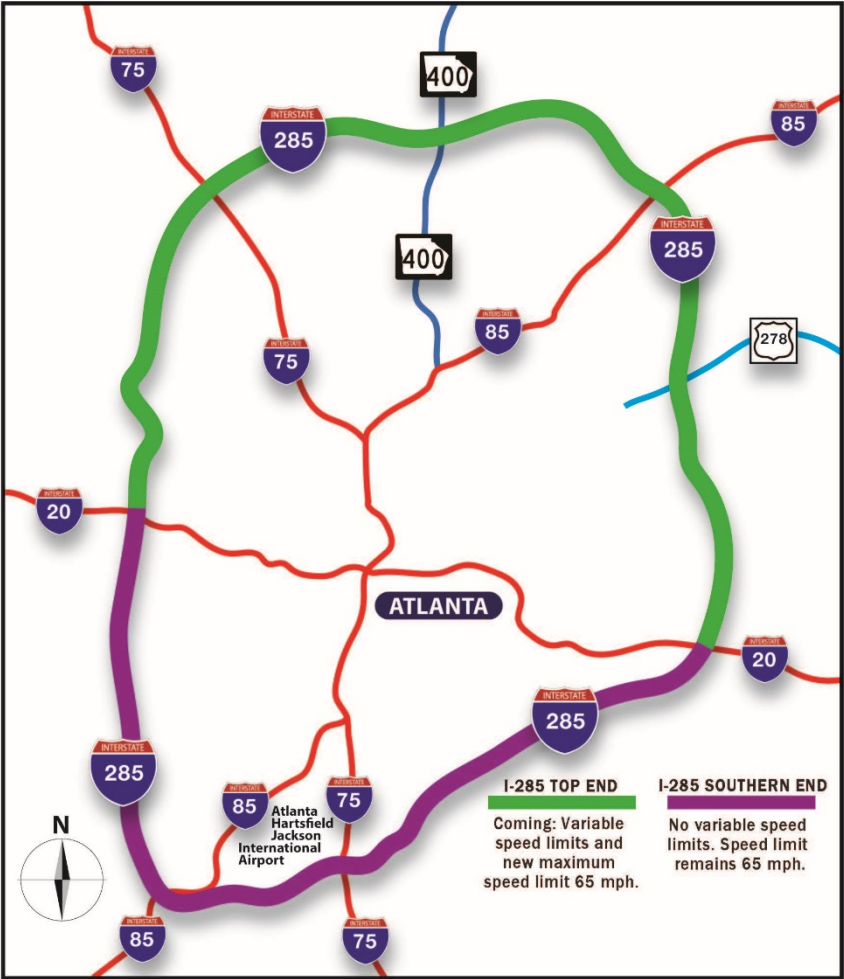 INTERSTATE
75
400
INTERSTATE
285
INTERSTATE
85
400
INTERSTATE
285
INTERSTATE
85
278
INTERSTATE
75
INTERSTATE
20
ATLANTA
INTERSTATE
20
INTERSTATE
285
INTERSTATE
285
INTERSTATE
85
INTERSTATE
75
Atlanta
Hartsfield
Jackson
International
Airport
I-285 TOP END
Coming: Variable
speed limits and
new maximum
speed limit 65 mph.
I-285 SOUTHERN END
No variable speed
limits. Speed limit
remains 65 mph.
N
INTERSTATE
85
INTERSTATE
75